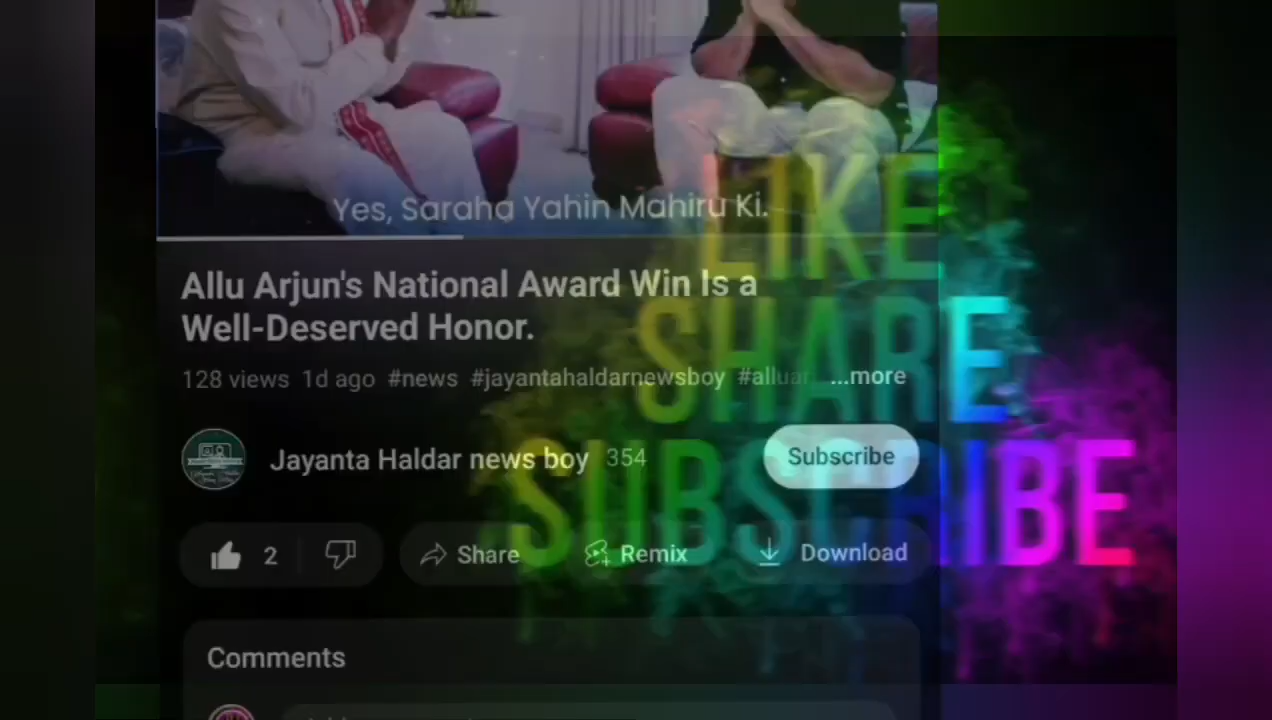 Yes, Saraha Yahin Mahiru Ki.
LIKE
Allu Arjun's National Award Win Is a
Well-Deserved Honor.
SHARE
128 views 1d ago #news #jayantahaldarnewsboy #alluar ...more
Jayanta Haldar news boy 354 Subscribe
SUBSCRIBE
2 Share Remix Download
Comments